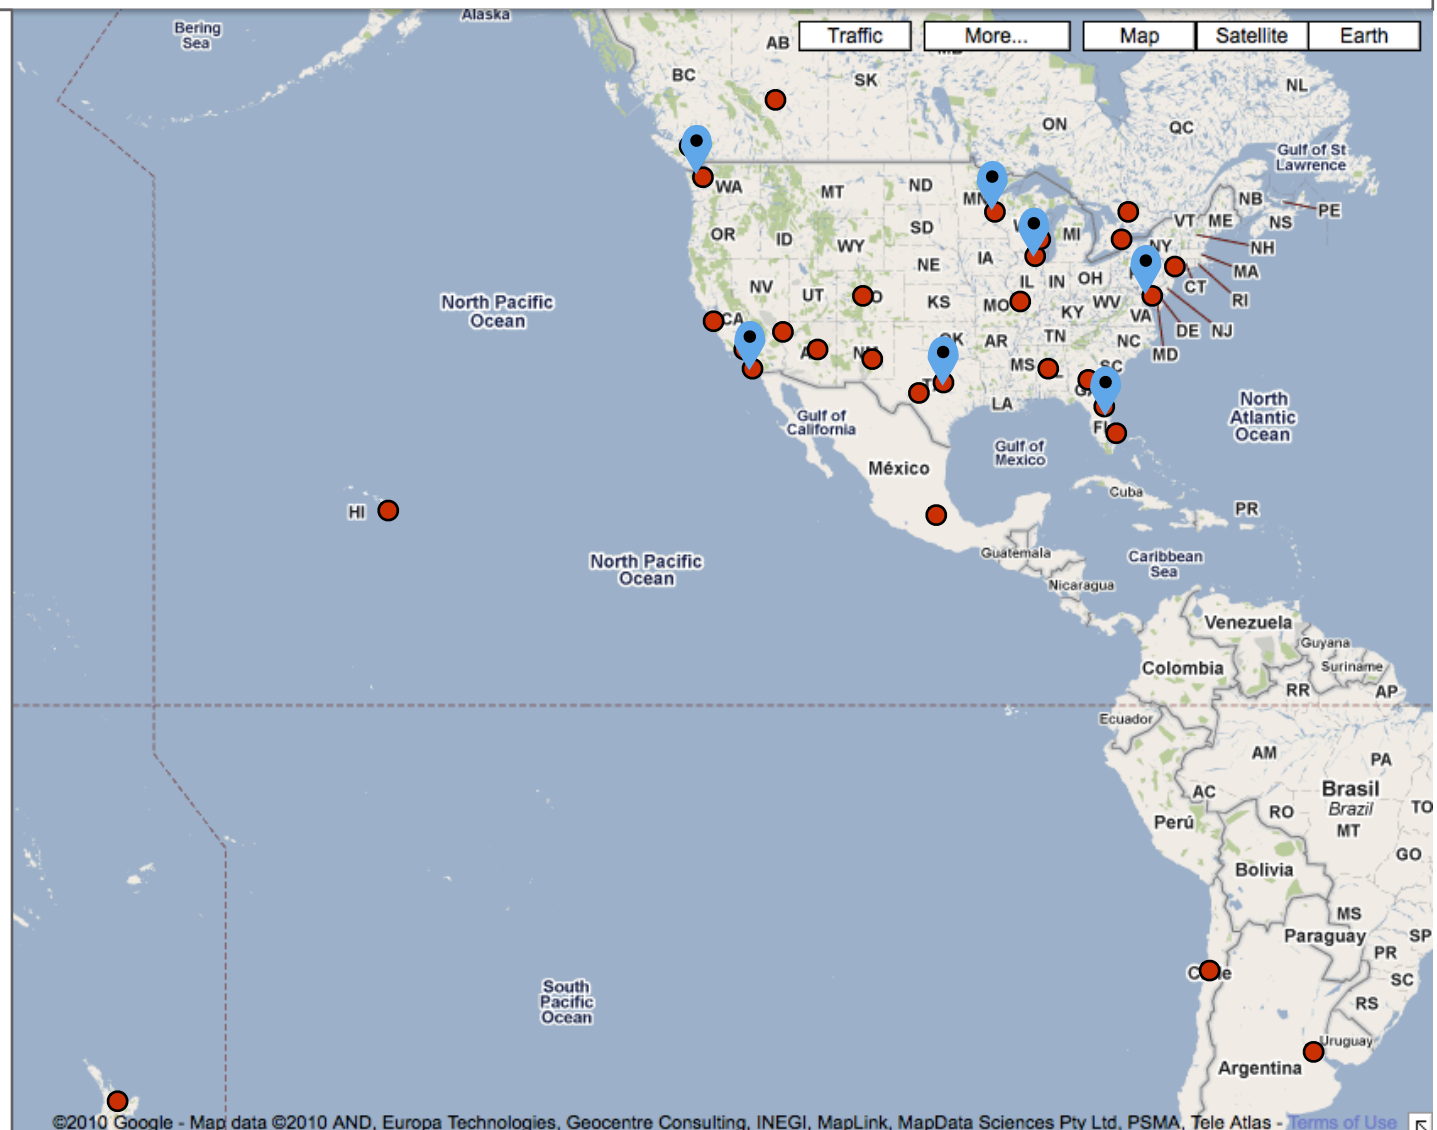 Alaska
Bering
Sea
Traffic
More...
Map
Satellite
Earth
AB
BC
SK
NL
ON
QC
Gulf of St
Lawrence
WA
MT
ND
MN
NB
PE
VT
ME
NS
OR
ID
SD
WY
MI
NY
NH
IA
NE
MA
NV
UT
IL
IN
OH
CT
RI
North Pacific
Ocean
KS
MO
WV
KY
VA
DE
NJ
CA
OK
AR
TN
NC
MD
MS
SC
LA
FL
Gulf of
California
Gulf of
Mexico
North
Atlantic
Ocean
México
Cuba
PR
HI
Guatemala
Caribbean
Sea
North Pacific
Ocean
Nicaragua
Venezuela
Guyana
Suriname
Colombia
RR
AP
Ecuador
AM
PA
AC
Brasil
Brazil
RO
TO
Perú
MT
GO
Bolivia
MS
Paraguay
SP
PR
SC
RS
South
Pacific
Ocean
Uruguay
Argentina
©2010 Google - Map data ©2010 AND, Europa Technologies, Geocentre Consulting, INEGI, MapLink, MapData Sciences Pty Ltd, PSMA, Tele Atlas - Terms of Use